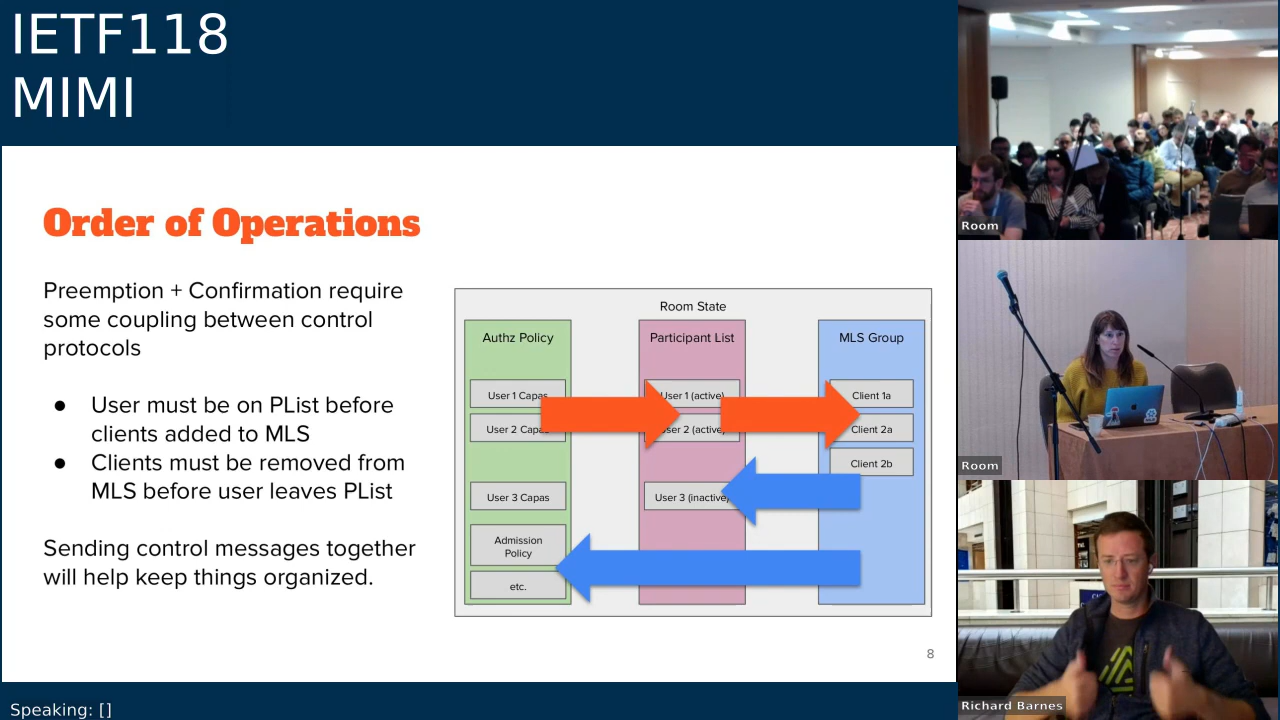 IETF118
MIMI
Order of Operations
Preemption + Confirmation require
some coupling between control
protocols
● User must be on PList before
clients added to MLS
● Clients must be removed from
MLS before user leaves PList
Sending control messages together
will help keep things organized.
Room State
Authz Policy
User 1 Capas
User 2 Capas
User 3 Capas
Admission
Policy
etc.
Participant List
User 1 (active)
User 2 (active)
User 3 (inactive)
MLS Group
Client 1a
Client 2a
Client 2b
8
Room
Room
Richard Barnes
Speaking: []